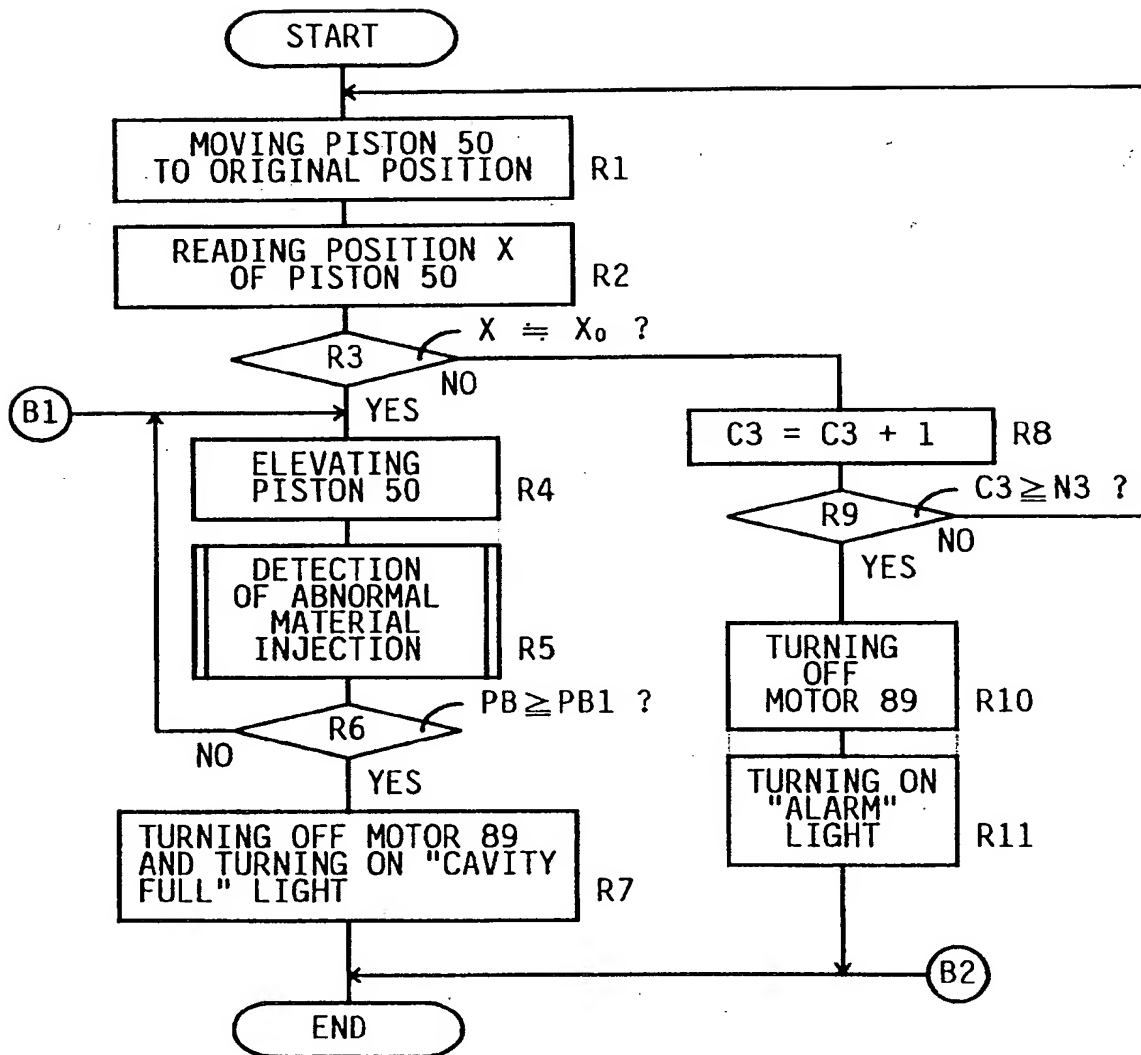 START
MOVING PISTON 50
TO ORIGINAL POSITION
R1
READING POSITION X
OF PISTON 50
R2
X ≒ X₀ ?
R3
NO
YES
B1
ELEVATING
PISTON 50
R4
DETECTION
OF ABNORMAL
MATERIAL
INJECTION
R5
PB≧PB1 ?
R6
NO
YES
TURNING OFF MOTOR 89
AND TURNING ON "CAVITY
FULL" LIGHT
R7
C3 = C3 + 1
R8
C3≧N3 ?
R9
NO
YES
TURNING
OFF
MOTOR 89
R10
TURNING ON
"ALARM"
LIGHT
R11
B2
END